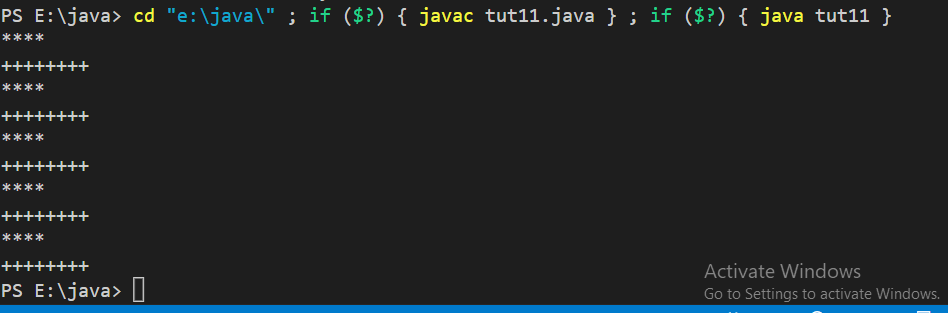 PS E:\java> cd "e:\java\" ; if ($?) { javac tut11.java } ; if ($?) { java tut11 }
****
++++++++
****
++++++++
****
++++++++
****
++++++++
****
++++++++
PS E:\java>
Activate Windows
Go to Settings to activate Windows.